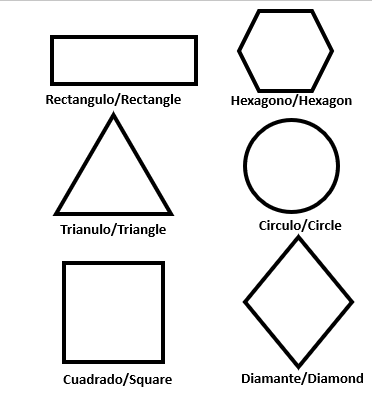 Rectangulo/Rectangle
Hexagono/Hexagon
Trianulo/Triangle
Circulo/Circle
Cuadrado/Square
Diamante/Diamond